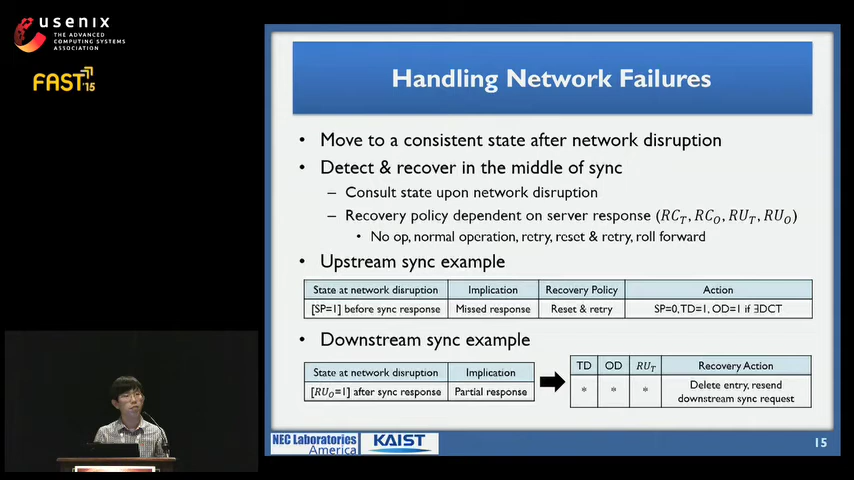 usenix
THE ADVANCED
COMPUTING SYSTEMS
ASSOCIATION
FAST '15
Handling Network Failures
• Move to a consistent state after network disruption
• Detect & recover in the middle of sync
– Consult state upon network disruption
– Recovery policy dependent on server response (RC_T, RC_O, RU_T, RU_O)
• No op, normal operation, retry, reset & retry, roll forward
• Upstream sync example
State at network disruption Implication Recovery Policy Action
[SP=1] before sync response Missed response Reset & retry SP=0,TD=1, OD=1 if ∃DCT
• Downstream sync example
State at network disruption Implication
[RU_O=1] after sync response Partial response
TD OD RU_T Recovery Action
* * * Delete entry, resend
downstream sync request
NEC Laboratories
America
KAIST
15